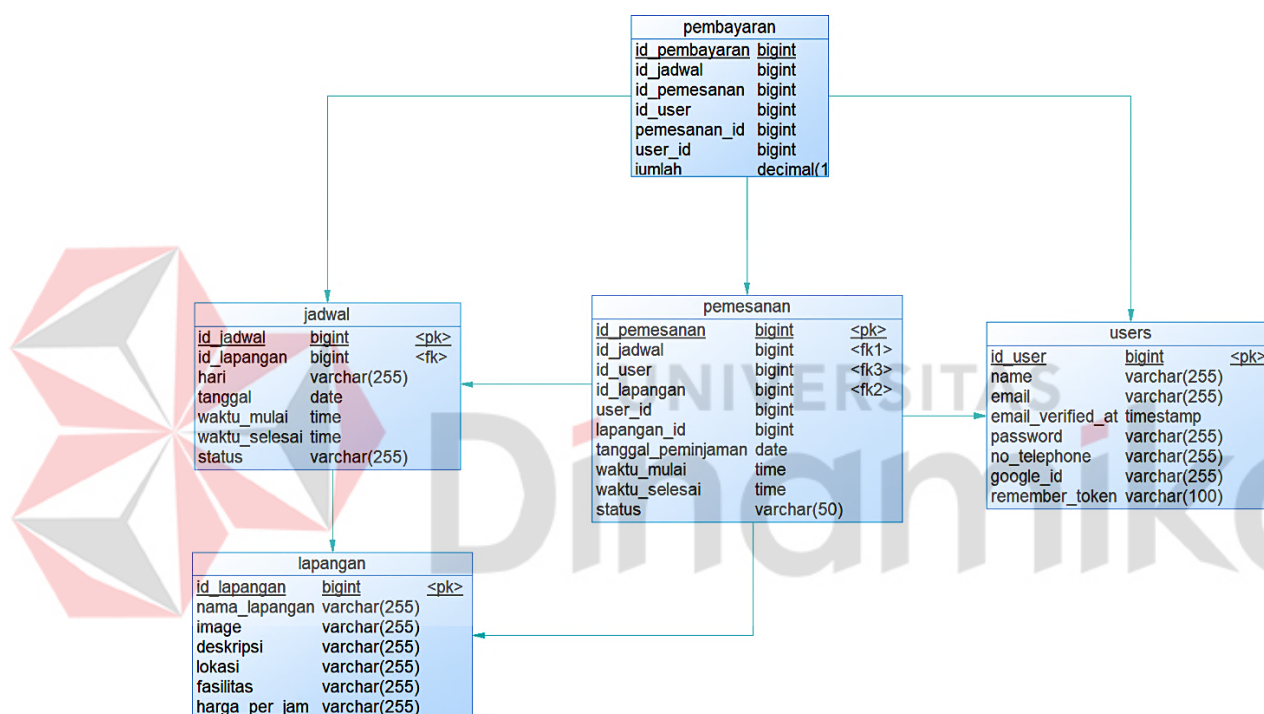 pembayaran
id_pembayaran bigint
id_jadwal bigint
id_pemesanan bigint
id_user bigint
pemesanan_id bigint
user_id bigint
jumlah decimal(1
jadwal
id_jadwal bigint <pk>
id_lapangan bigint <fk>
hari varchar(255)
tanggal date
waktu_mulai time
waktu_selesai time
status varchar(255)
pemesanan
id_pemesanan bigint <pk>
id_jadwal bigint <fk1>
id_user bigint <fk3>
id_lapangan bigint <fk2>
user_id bigint
lapangan_id bigint
tanggal_peminjaman date
waktu_mulai time
waktu_selesai time
status varchar(50)
users
id_user bigint <pk>
name varchar(255)
email varchar(255)
email_verified_at timestamp
password varchar(255)
no_telephone varchar(255)
google_id varchar(255)
remember_token varchar(100)
lapangan
id_lapangan bigint <pk>
nama_lapangan varchar(255)
image varchar(255)
deskripsi varchar(255)
lokasi varchar(255)
fasilitas varchar(255)
harga_per_jam varchar(255)
UNIVERSITAS
Dinamika